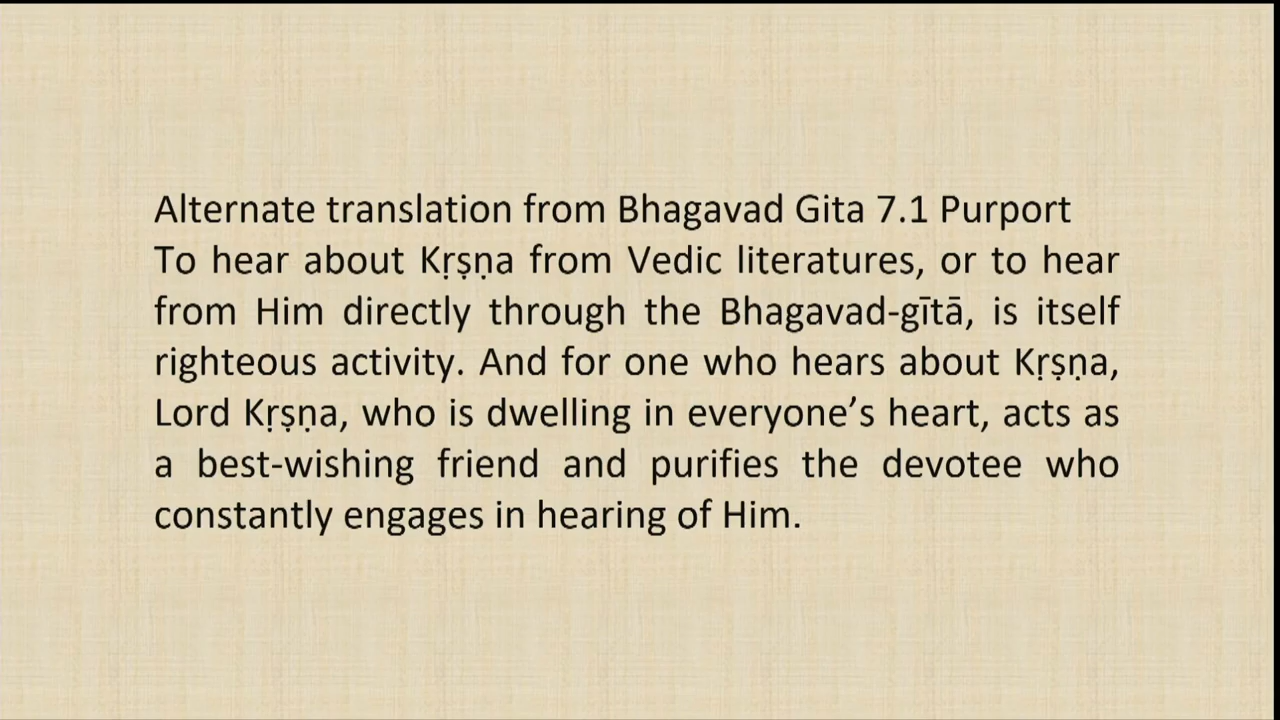 Alternate translation from Bhagavad Gita 7.1 Purport
To hear about Kṛṣṇa from Vedic literatures, or to hear
from Him directly through the Bhagavad-gītā, is itself
righteous activity. And for one who hears about Kṛṣṇa,
Lord Kṛṣṇa, who is dwelling in everyone’s heart, acts as
a best-wishing friend and purifies the devotee who
constantly engages in hearing of Him.